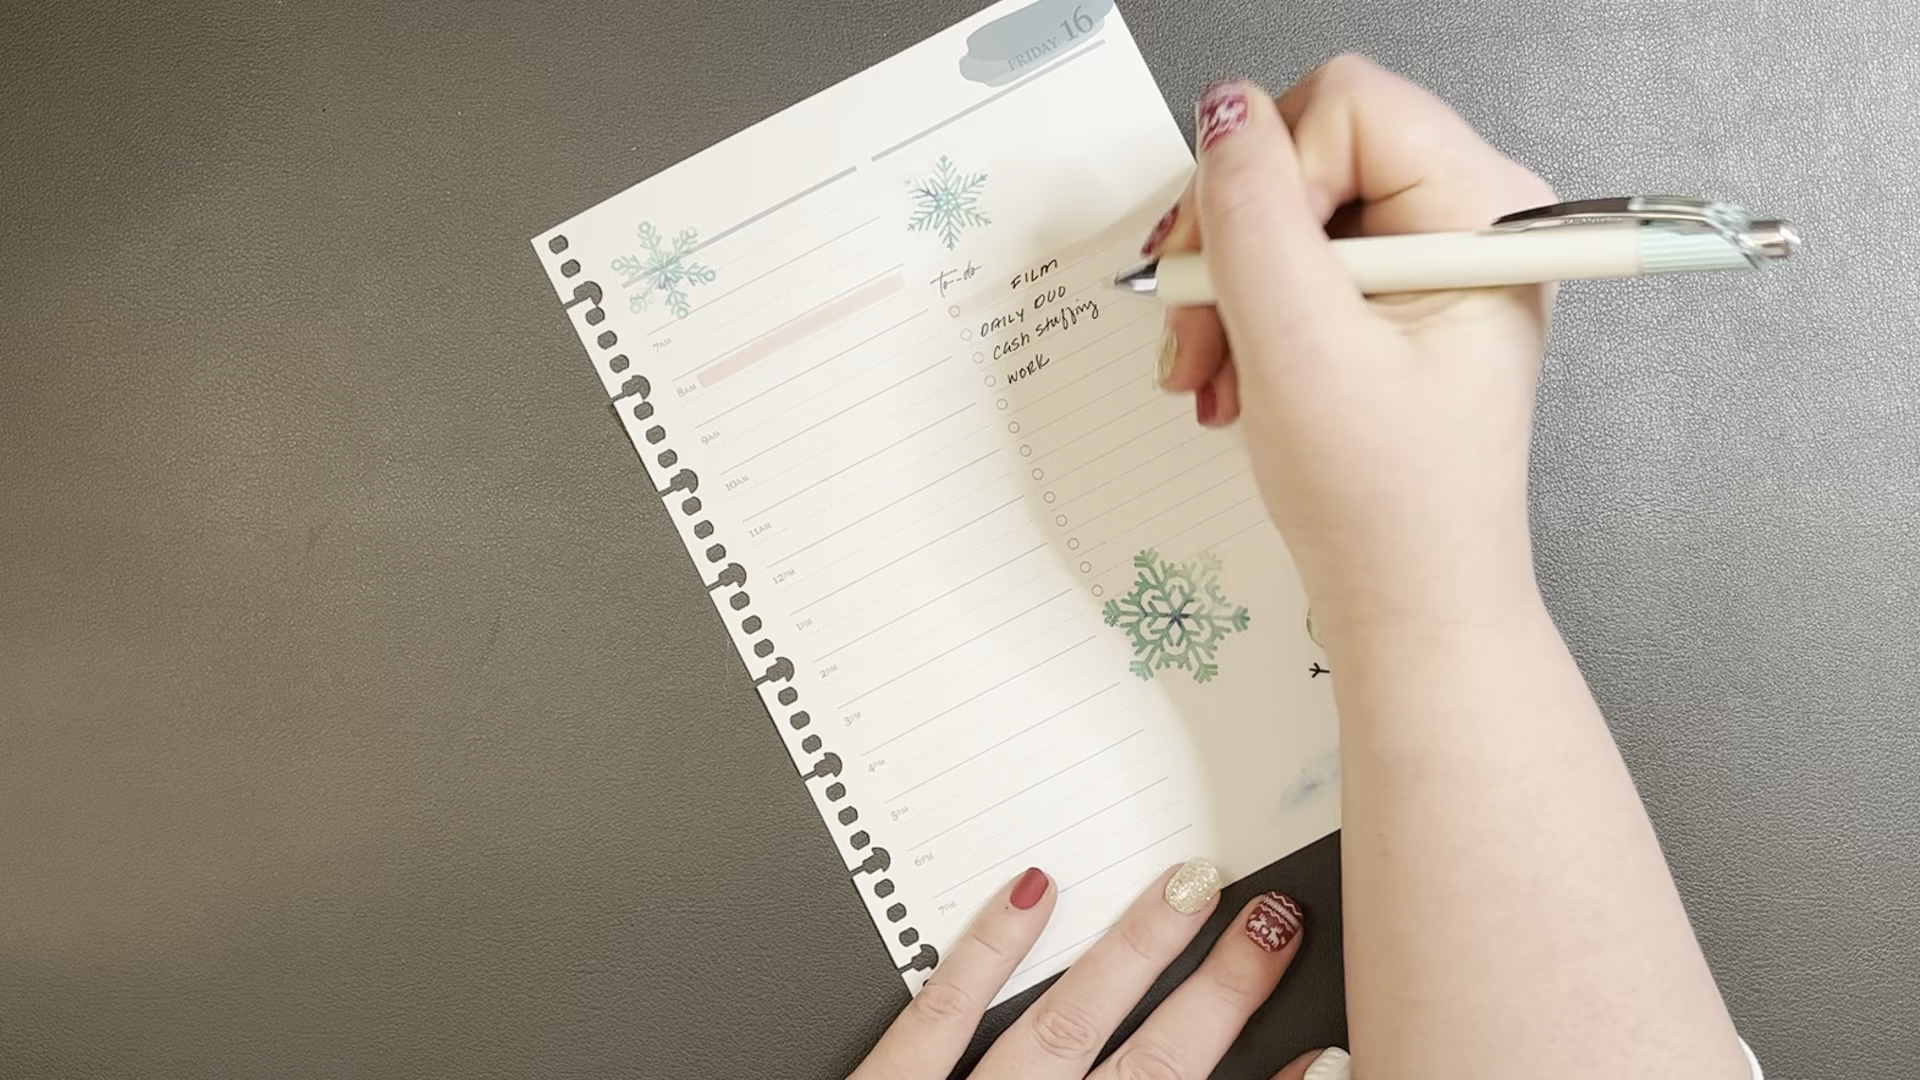 FRIDAY 16
to-do
FILM
DAILY DUO
cash stuffing
WORK
7AM
8AM
9AM
10AM
11AM
12PM
1PM
2PM
3PM
4PM
5PM
6PM
7PM